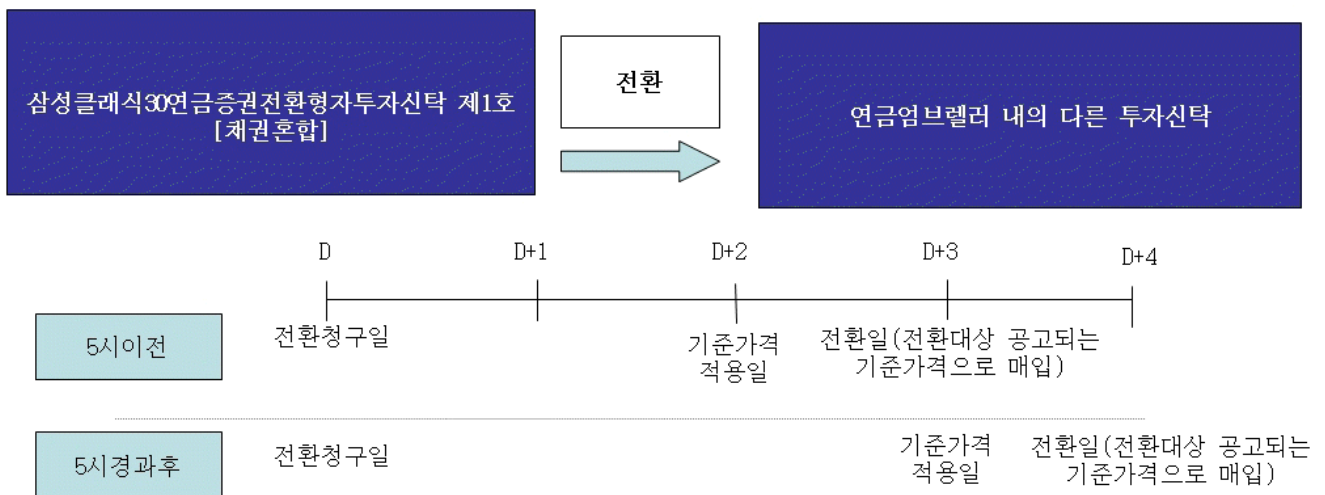 삼성클래식30연금증권전환형자투자신탁 제1호
[채권혼합]
전환
연금엄브렐러 내의 다른 투자신탁
D
D+1
D+2
D+3
D+4
5시이전
전환청구일
기준가격
적용일
전환일(전환대상 공고되는
기준가격으로 매입)
5시경과후
전환청구일
기준가격
적용일
전환일(전환대상 공고되는
기준가격으로 매입)